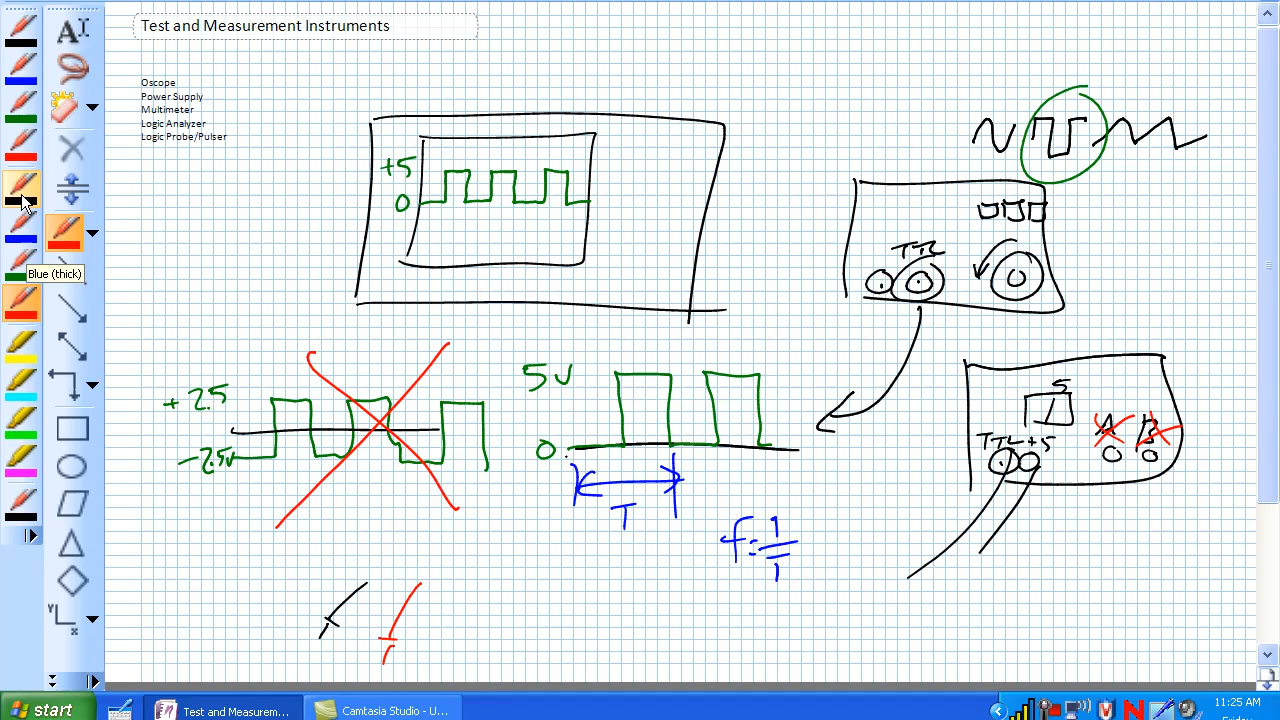 Test and Measurement Instruments
Oscope
Power Supply
Multimeter
Logic Analyzer
Logic Probe/Pulser
+5
0
TTL
+2.5
-2.5v
5v
0
T
5
TTL +5
A B
Blue (thick)
start
Test and Measurem...
Camtasia Studio - U...
11:25 AM
Friday